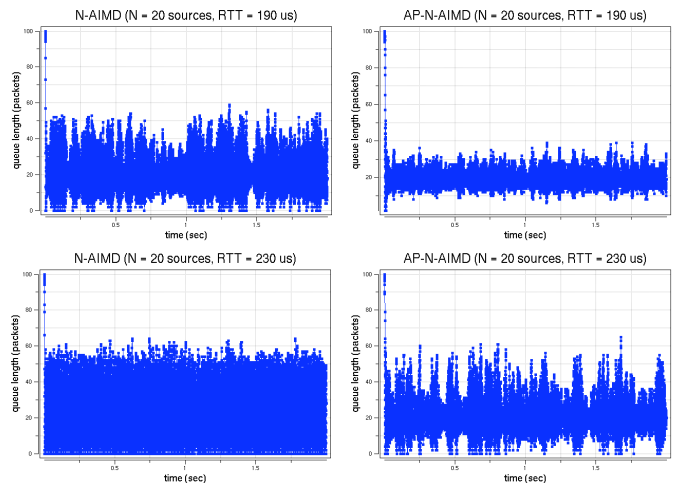 N-AIMD (N = 20 sources, RTT = 190 us)
queue length (packets)
100
80
60
40
20
0
0.5
1
1.5
time (sec)
AP-N-AIMD (N = 20 sources, RTT = 190 us)
queue length (packets)
100
80
60
40
20
0.5
1
1.5
time (sec)
N-AIMD (N = 20 sources, RTT = 230 us)
queue length (packets)
100
80
60
40
20
0
0.5
1
1.5
time (sec)
AP-N-AIMD (N = 20 sources, RTT = 230 us)
queue length (packets)
100
80
60
40
20
0
0.5
1
1.5
time (sec)